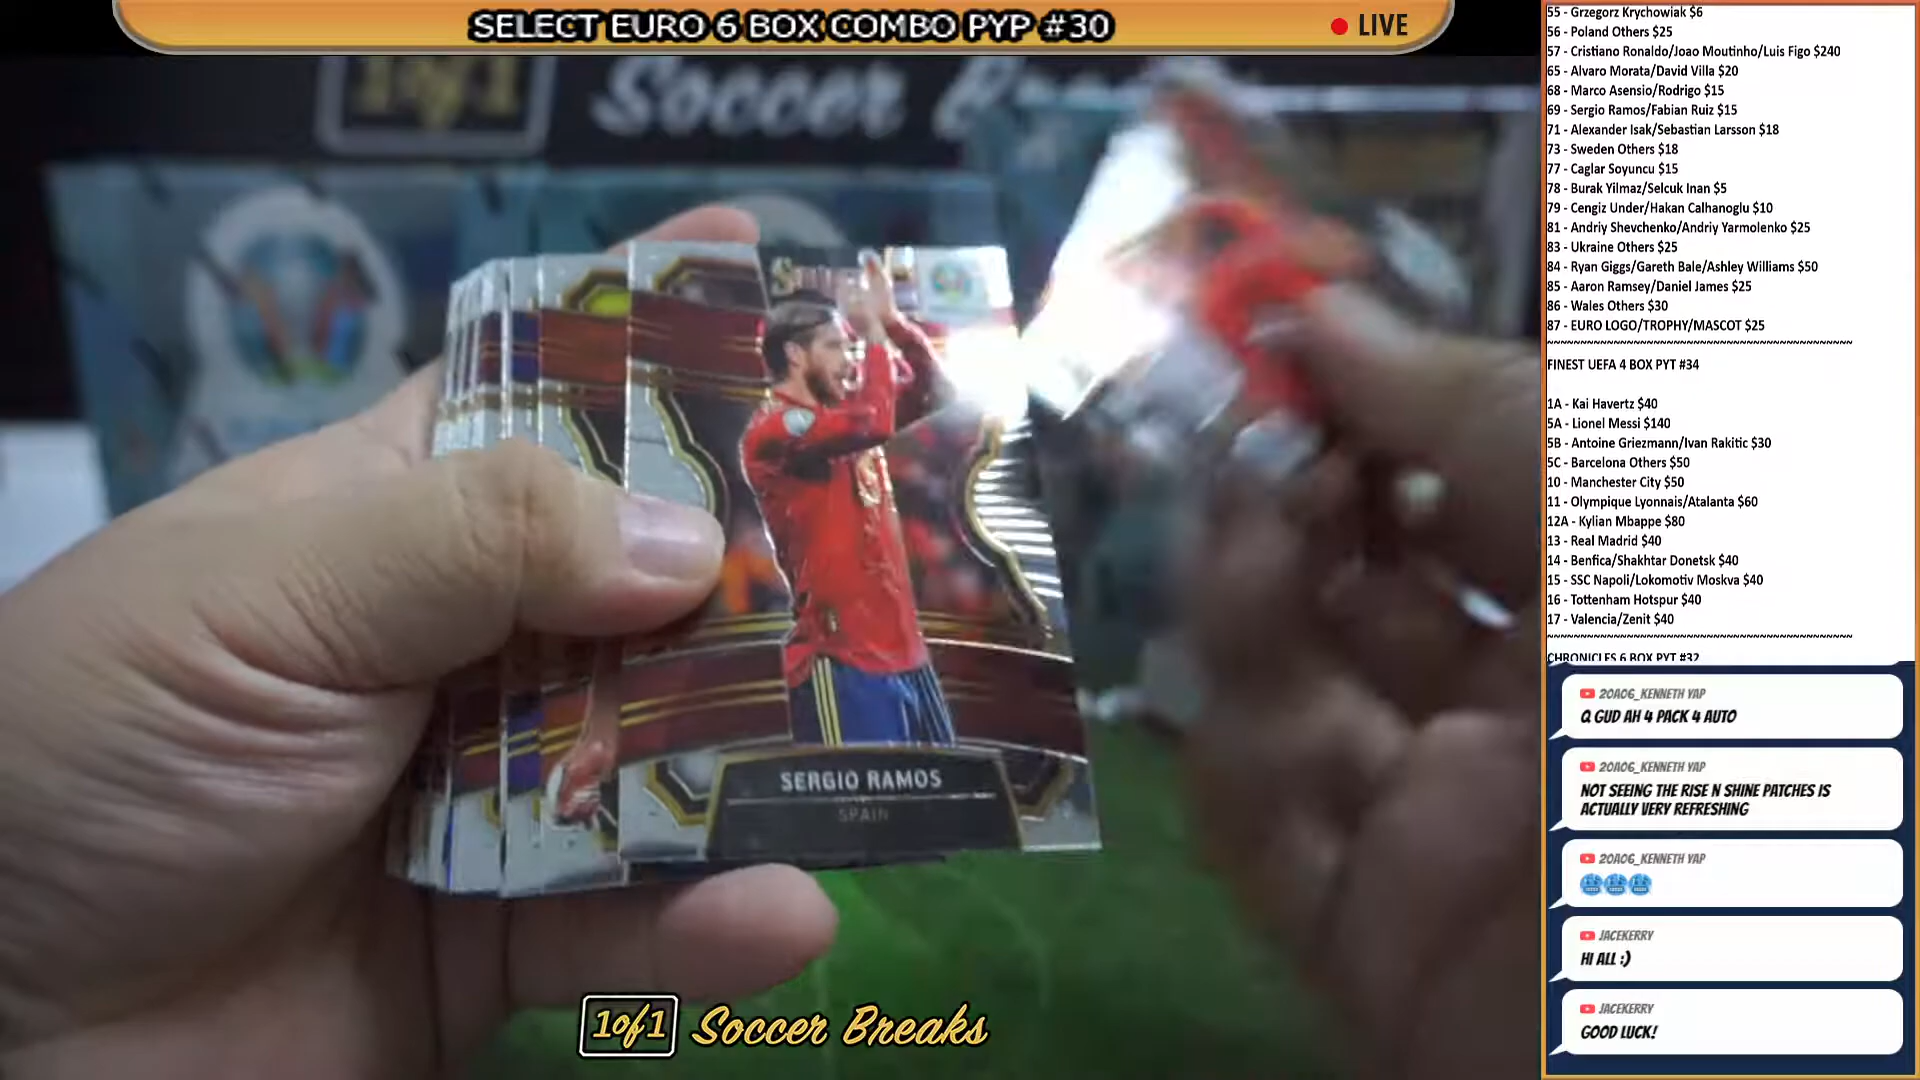 SELECT EURO 6 BOX COMBO PYP #30
LIVE
1of1
Soccer
SERGIO RAMOS
SPAIN
1of1 Soccer Breaks
55 - Grzegorz Krychowiak $6
56 - Poland Others $25
57 - Cristiano Ronaldo/Joao Moutinho/Luis Figo $240
65 - Alvaro Morata/David Villa $20
68 - Marco Asensio/Rodrigo $15
69 - Sergio Ramos/Fabian Ruiz $15
71 - Alexander Isak/Sebastian Larsson $18
73 - Sweden Others $18
77 - Caglar Soyuncu $15
78 - Burak Yilmaz/Selcuk Inan $5
79 - Cengiz Under/Hakan Calhanoglu $10
81 - Andriy Shevchenko/Andriy Yarmolenko $25
83 - Ukraine Others $25
84 - Ryan Giggs/Gareth Bale/Ashley Williams $50
85 - Aaron Ramsey/Daniel James $25
86 - Wales Others $30
87 - EURO LOGO/TROPHY/MASCOT $25
~~~~~~~~~~~~~~~~~~~~~~~~~~~~~~~~~~~~~~~~~~~~~~
FINEST UEFA 4 BOX PYT #34
1A - Kai Havertz $40
5A - Lionel Messi $140
5B - Antoine Griezmann/Ivan Rakitic $30
5C - Barcelona Others $50
10 - Manchester City $50
11 - Olympique Lyonnais/Atalanta $60
12A - Kylian Mbappe $80
13 - Real Madrid $40
14 - Benfica/Shakhtar Donetsk $40
15 - SSC Napoli/Lokomotiv Moskva $40
16 - Tottenham Hotspur $40
17 - Valencia/Zenit $40
~~~~~~~~~~~~~~~~~~~~~~~~~~~~~~~~~~~~~~~~~~~~~~
CHRONICLES 6 BOX PYT #32
20A06_KENNETH YAP
Q GUD AH 4 PACK 4 AUTO
20A06_KENNETH YAP
NOT SEEING THE RISE N SHINE PATCHES IS
ACTUALLY VERY REFRESHING
20A06_KENNETH YAP
🥶🥶🥶
JACEKERRY
HI ALL :)
JACEKERRY
GOOD LUCK!